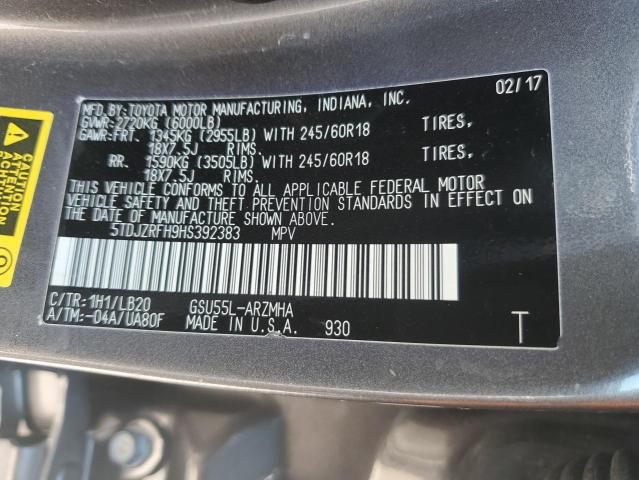 MFD.BY:TOYOTA MOTOR MANUFACTURING, INDIANA, INC. 02/17
GVWR:2720KG (6000LB)
GAWR:FRT. 1345KG (2955LB) WITH 245/60R18 TIRES,
18X7.5J RIMS.
RR. 1590KG (3505LB) WITH 245/60R18 TIRES,
18X7.5J RIMS.
THIS VEHICLE CONFORMS TO ALL APPLICABLE FEDERAL MOTOR
VEHICLE SAFETY AND THEFT PREVENTION STANDARDS IN EFFECT ON
THE DATE OF MANUFACTURE SHOWN ABOVE.
5TDJZRFH9HS392383 MPV
C/TR:1H1/LB20 GSU55L-ARZMHA
A/TM:-04A/UA80F MADE IN U.S.A. 930 T
ATTENTION